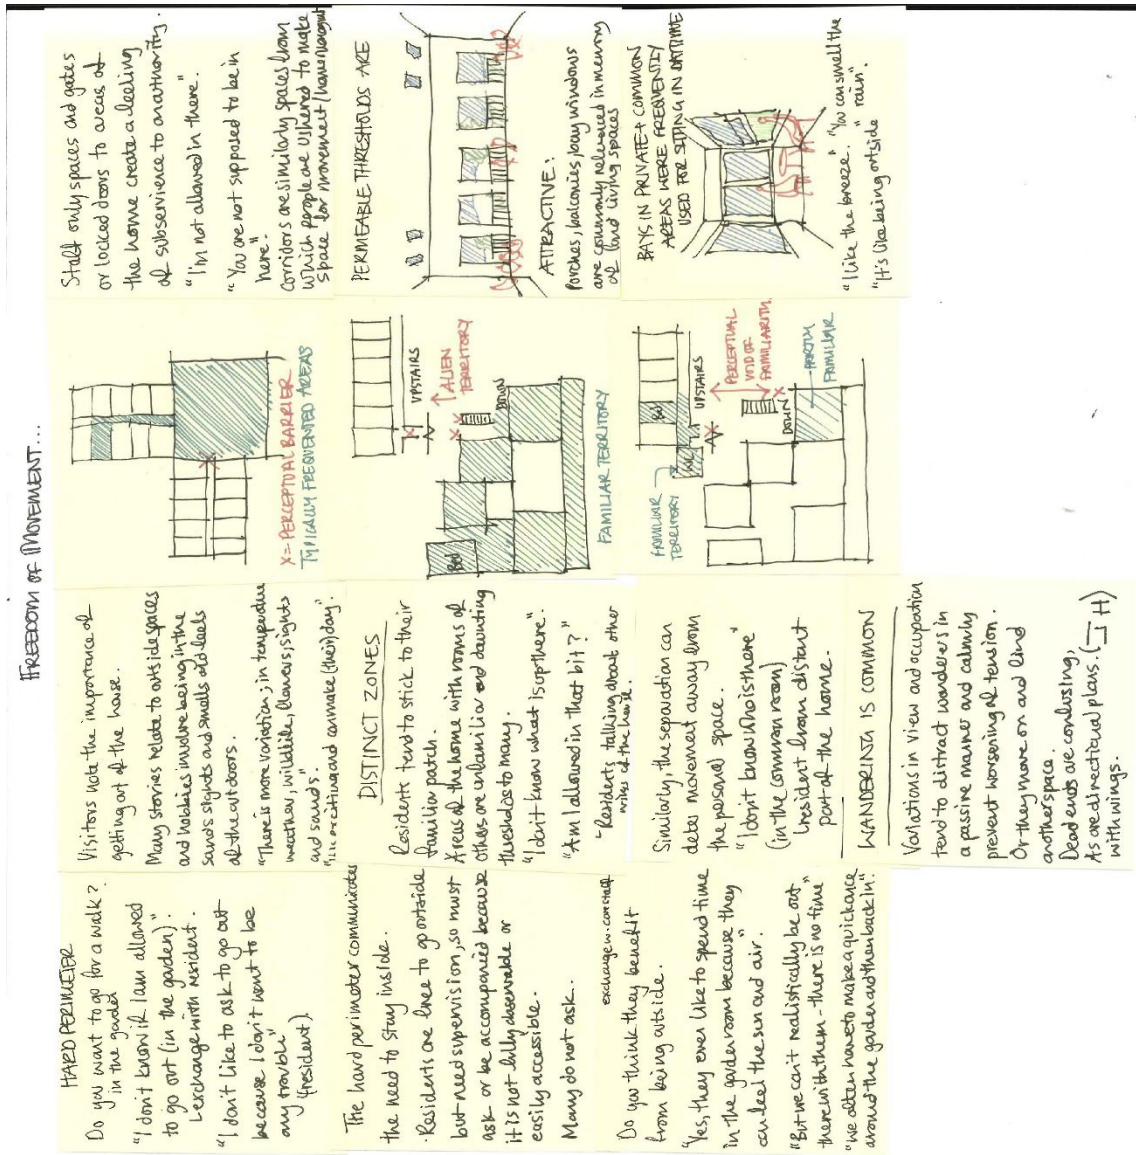 FREEDOM OF MOVEMENT...
HARD PERIMETER
Do you want to go for a walk?
in the garden
"I don't know if I am allowed
to go out (in the garden)".
exchange with resident.
"I don't like to ask to go out
because I don't want to be
any trouble"
(resident)
The hard perimeter communicates
the need to stay inside.
Residents are free to go outside
but need supervision, so must
ask or be accompanied because
it is not fully observable or
easily accessible.
Many do not ask.
exchange w. care staff
Do you think they benefit
from being outside.
"Yes, they even like to spend time
in the garden room because they
can feel the sun and air."
"But we can't realistically be out
there with them - there is no time"
"We often have to make a quick dance
around the garden and then back in".
Visitors note the importance of
getting out of the house.
Many stories relate to outside spaces
and hobbies involve being in the
sands sights and smells and feels
of the outdoors.
"There is more variation; in temperature
weather, wildlife, flowers, sights
and sounds".
exciting and can make (their) day".
DISTINCT ZONES
Residents tend to stick to their
familiar patch.
Areas of the home with rooms of
others are unfamiliar and daunting
thresholds to many.
"I don't know what is up there".
"Am I allowed in that bit?"
- Residents, talking about other
wings of the house.
Similarly, the separation can
deter movement away from
the personal space.
"I don't know who is there"
(in the common room)
resident from distant
part of the home.
WANDERING IS COMMON
Variations in view and occupation
tend to distract wanderers in
a passive manner and calmly
prevent worsening of tension.
Or they move on and find
another space.
Dead ends are confusing,
As are directional plans.
with wings.
X = PERCEPTUAL BARRIER
TYPICALLY FREQUENTED AREAS
UPSTAIRS
ALIEN
TERRITORY
DOWN
Bed
FAMILIAR TERRITORY
Bed
WC
UPSTAIRS
FAMILIAR
TERRITORY
PERCEPTUAL
VOID OF
FAMILIARITY
DOWN
PARTLY
FAMILIAR
Staff only spaces and gates
or locked doors to areas of
the home create a feeling
of subservience to authority.
"I'm not allowed in there".
"You are not supposed to be in
here".
Corridors are similarly spaces from
which people are ushered to make
space for movement
PERMEABLE THRESHOLDS ARE
ATTRACTIVE.
Porches, balconies, bay windows
are commonly referenced in memory
of fond living spaces
BAYS IN PRIVATE + COMMON
AREAS WERE FREQUENTLY
USED FOR SITTING IN DAYTIME
"I like the breeze." "You can smell the
rain".
"It's like being outside"